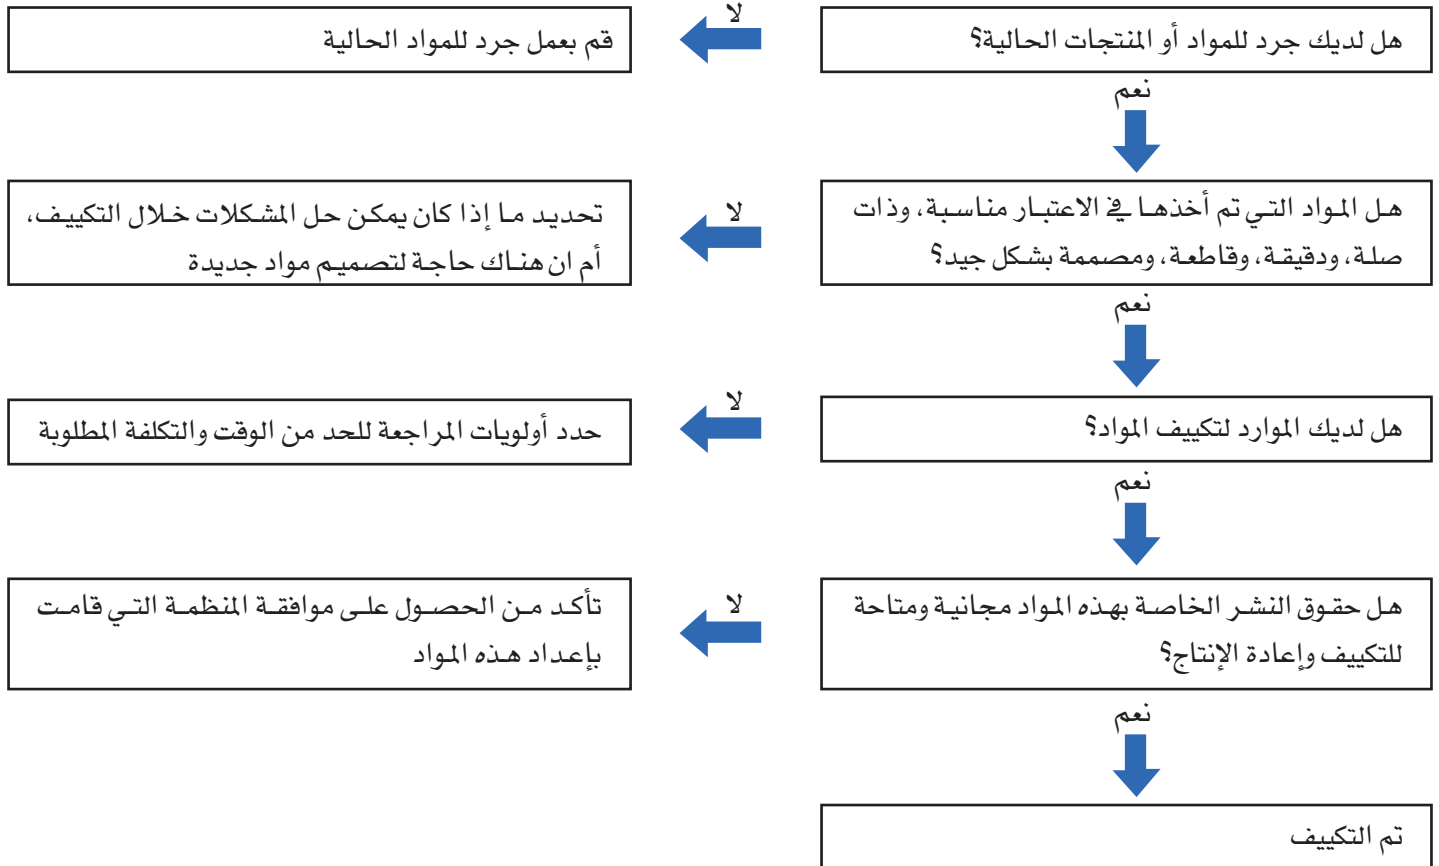 هل لديك جرد للمواد أو المنتجات الحالية؟
لا
قم بعمل جرد للمواد الحالية
نعم
هل المواد التي تم أخذها في الاعتبار مناسبة، وذات
صلة، ودقيقة، وقاطعة، ومصممة بشكل جيد؟
لا
تحديد ما إذا كان يمكن حل المشكلات خلال التكييف،
أم ان هناك حاجة لتصميم مواد جديدة
نعم
هل لديك الموارد لتكييف المواد؟
لا
حدد أولويات المراجعة للحد من الوقت والتكلفة المطلوبة
نعم
هل حقوق النشر الخاصة بهذه المواد مجانية ومتاحة
للتكييف وإعادة الإنتاج؟
لا
تأكد من الحصول على موافقة المنظمة التي قامت
بإعداد هذه المواد
نعم
تم التكييف